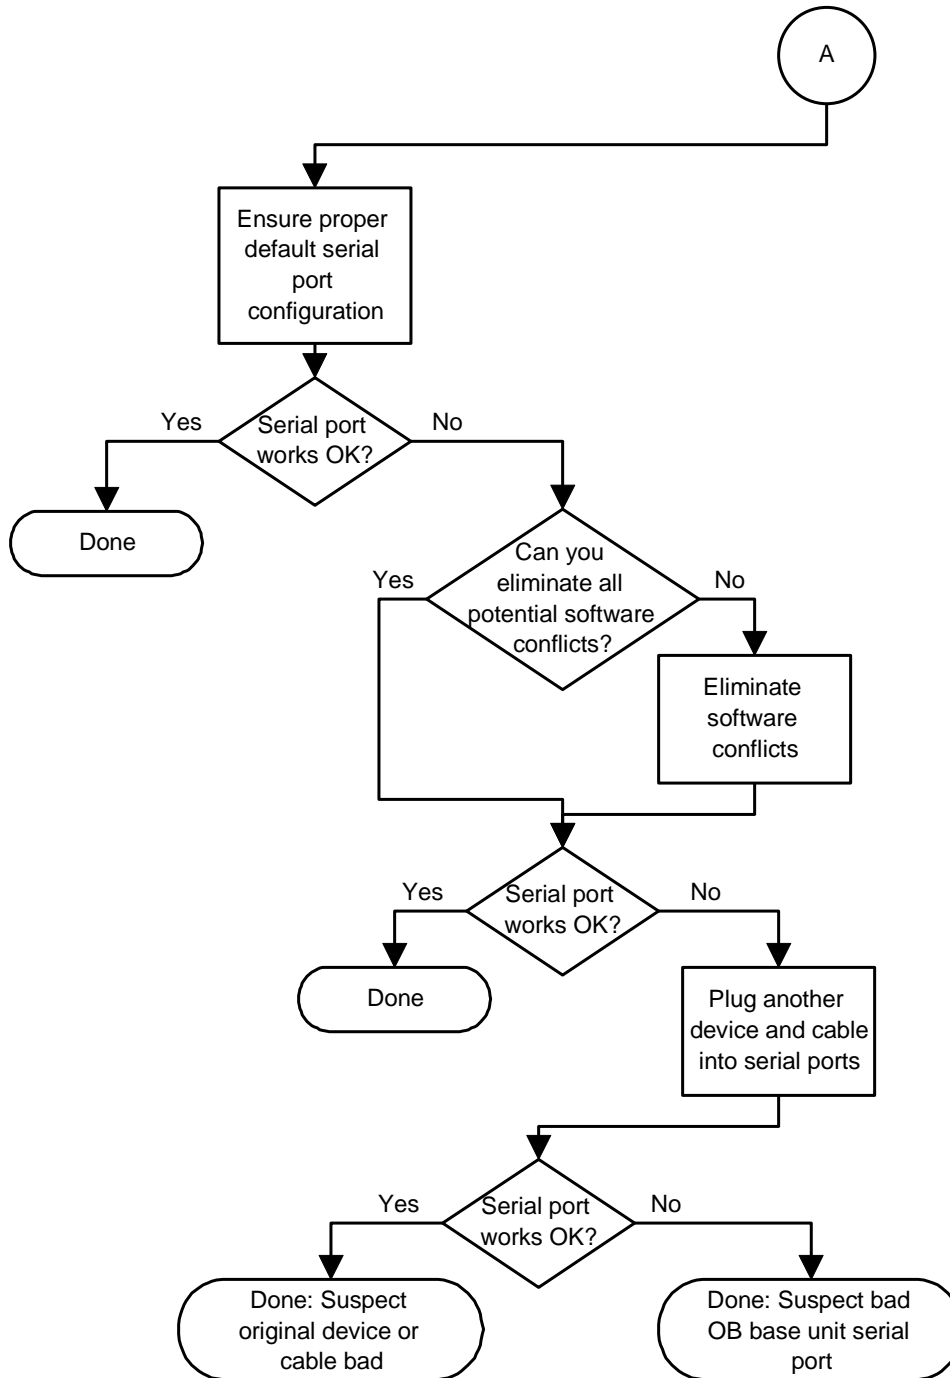 A
Ensure proper
default serial
port
configuration
Yes
Serial port
works OK?
No
Done
Can you
eliminate all
potential software
conflicts?
Yes
No
Eliminate
software
conflicts
Yes
Serial port
works OK?
No
Done
Plug another
device and cable
into serial ports
Yes
Serial port
works OK?
No
Done: Suspect
original device or
cable bad
Done: Suspect bad
OB base unit serial
port